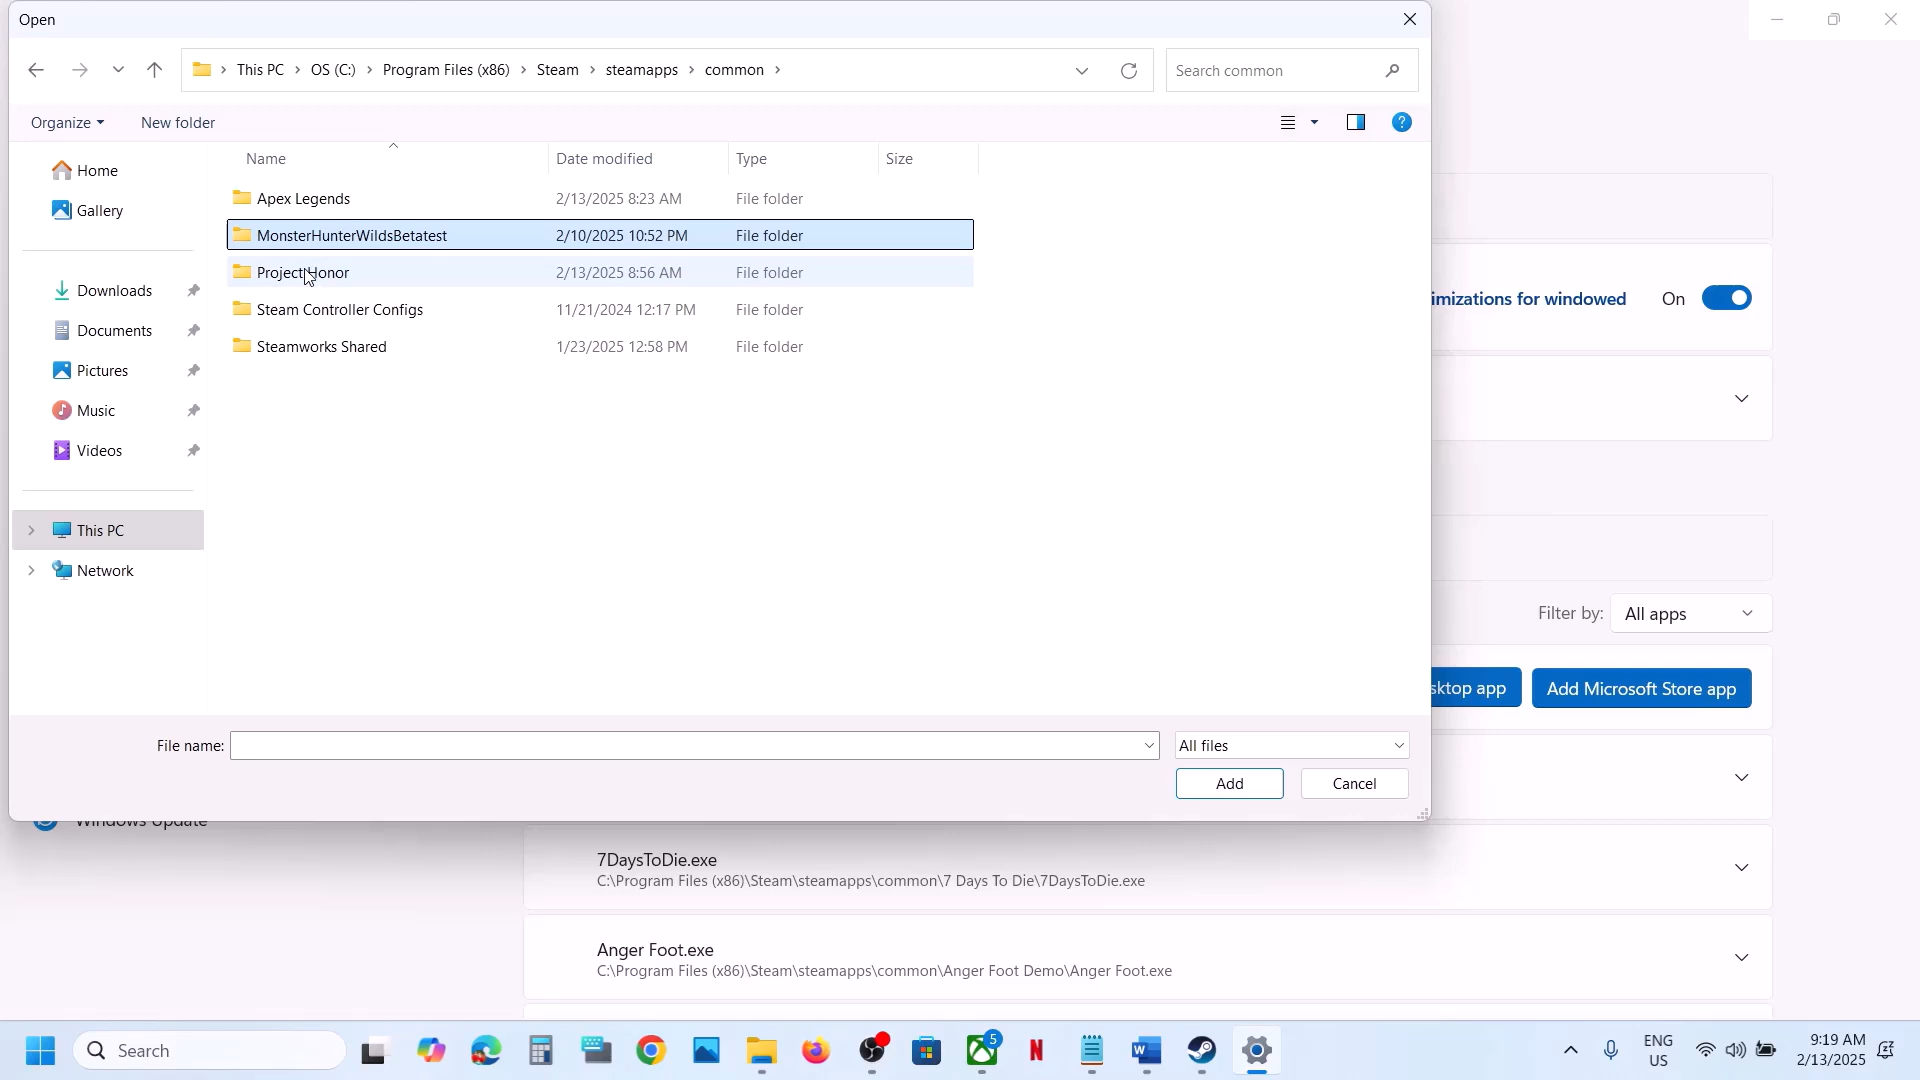 Open
This PC > OS (C:) > Program Files (x86) > Steam > steamapps > common >
Search common
Organize
New folder
Name
Date modified
Type
Size
Home
Gallery
Downloads
Documents
Pictures
Music
Videos
This PC
Network
Apex Legends 2/13/2025 8:23 AM File folder
MonsterHunterWildsBetatest 2/10/2025 10:52 PM File folder
Project Honor 2/13/2025 8:56 AM File folder
Steam Controller Configs 11/21/2024 12:17 PM File folder
Steamworks Shared 1/23/2025 12:58 PM File folder
File name:
All files
Add
Cancel
imizations for windowed
On
Filter by: All apps
sktop app
Add Microsoft Store app
Windows Update
7DaysToDie.exe
C:\Program Files (x86)\Steam\steamapps\common\7 Days To Die\7DaysToDie.exe
Anger Foot.exe
C:\Program Files (x86)\Steam\steamapps\common\Anger Foot Demo\Anger Foot.exe
Search
5
ENG
US
9:19 AM
2/13/2025